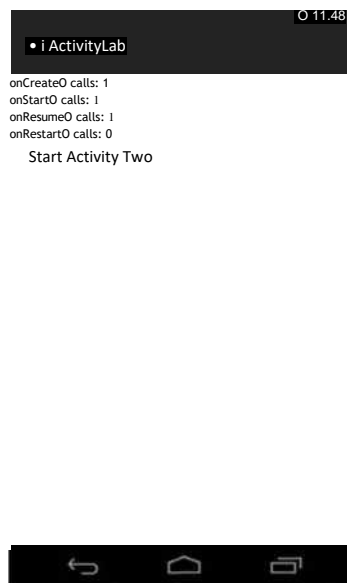 O 11.48
• i ActivityLab
onCreateO calls: 1
onStartO calls: 1
onResumeO calls: 1
onRestartO calls: 0
Start Activity Two